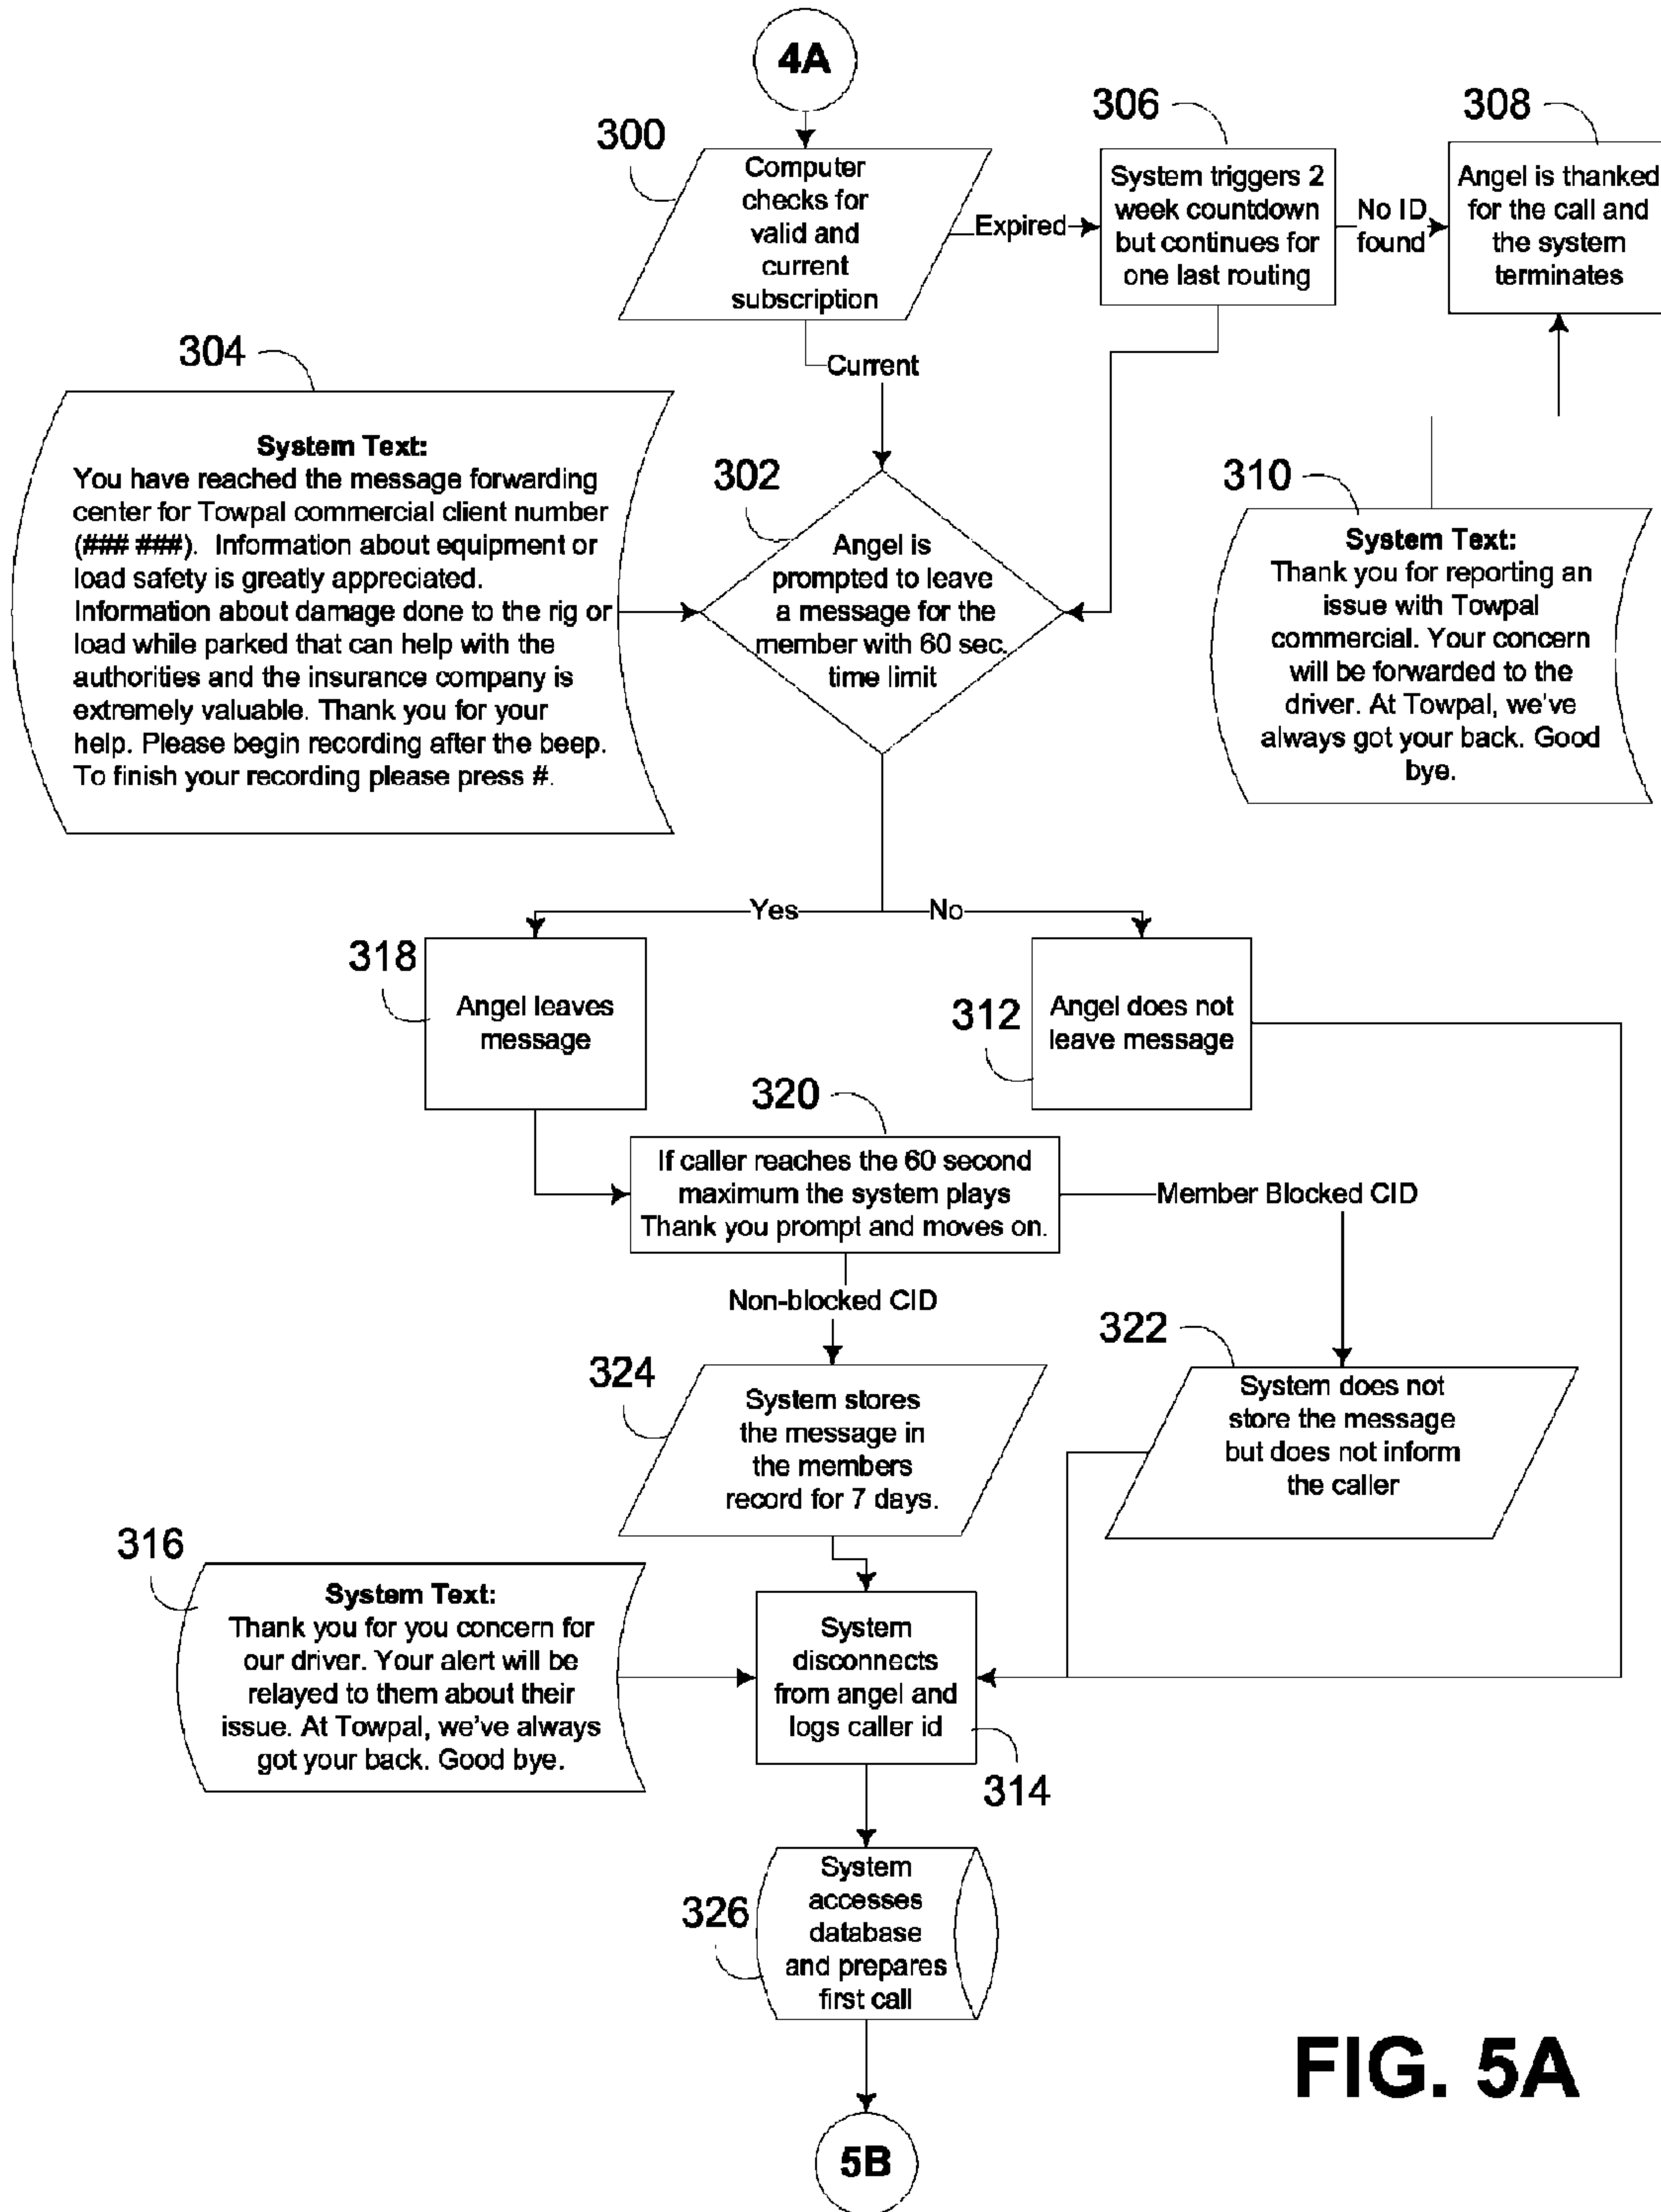 4A
300
306
308
Computer
checks for
valid and
current
subscription
Expired
System triggers 2
week countdown
but continues for
one last routing
No ID
found
Angel is thanked
for the call and
the system
terminates
Current
304
System Text:
You have reached the message forwarding
center for Towpal commercial client number
(### ###).  Information about equipment or
load safety is greatly appreciated.
Information about damage done to the rig or
load while parked that can help with the
authorities and the insurance company is
extremely valuable. Thank you for your
help. Please begin recording after the beep.
To finish your recording please press #.
302
Angel is
prompted to leave
a message for the
member with 60 sec.
time limit
310
System Text:
Thank you for reporting an
issue with Towpal
commercial. Your concern
will be forwarded to the
driver. At Towpal, we've
always got your back. Good
bye.
Yes
No
318
Angel leaves
message
312
Angel does not
leave message
320
If caller reaches the 60 second
maximum the system plays
Thank you prompt and moves on.
Member Blocked CID
Non-blocked CID
324
System stores
the message in
the members
record for 7 days.
322
System does not
store the message
but does not inform
the caller
316
System Text:
Thank you for you concern for
our driver. Your alert will be
relayed to them about their
issue. At Towpal, we've always
got your back. Good bye.
System
disconnects
from angel and
logs caller id
314
326
System
accesses
database
and prepares
first call
5B
FIG. 5A